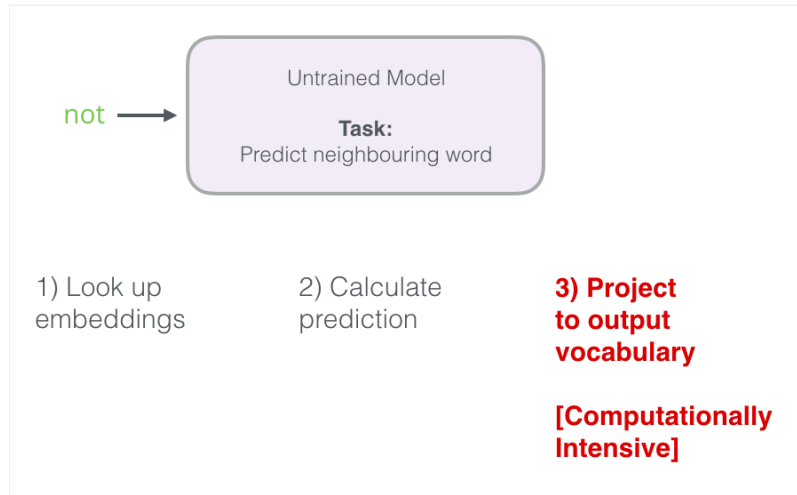 Untrained Model
not
Task:
Predict neighbouring word
1) Look up
embeddings
2) Calculate
prediction
3) Project
to output
vocabulary
[Computationally
Intensive]